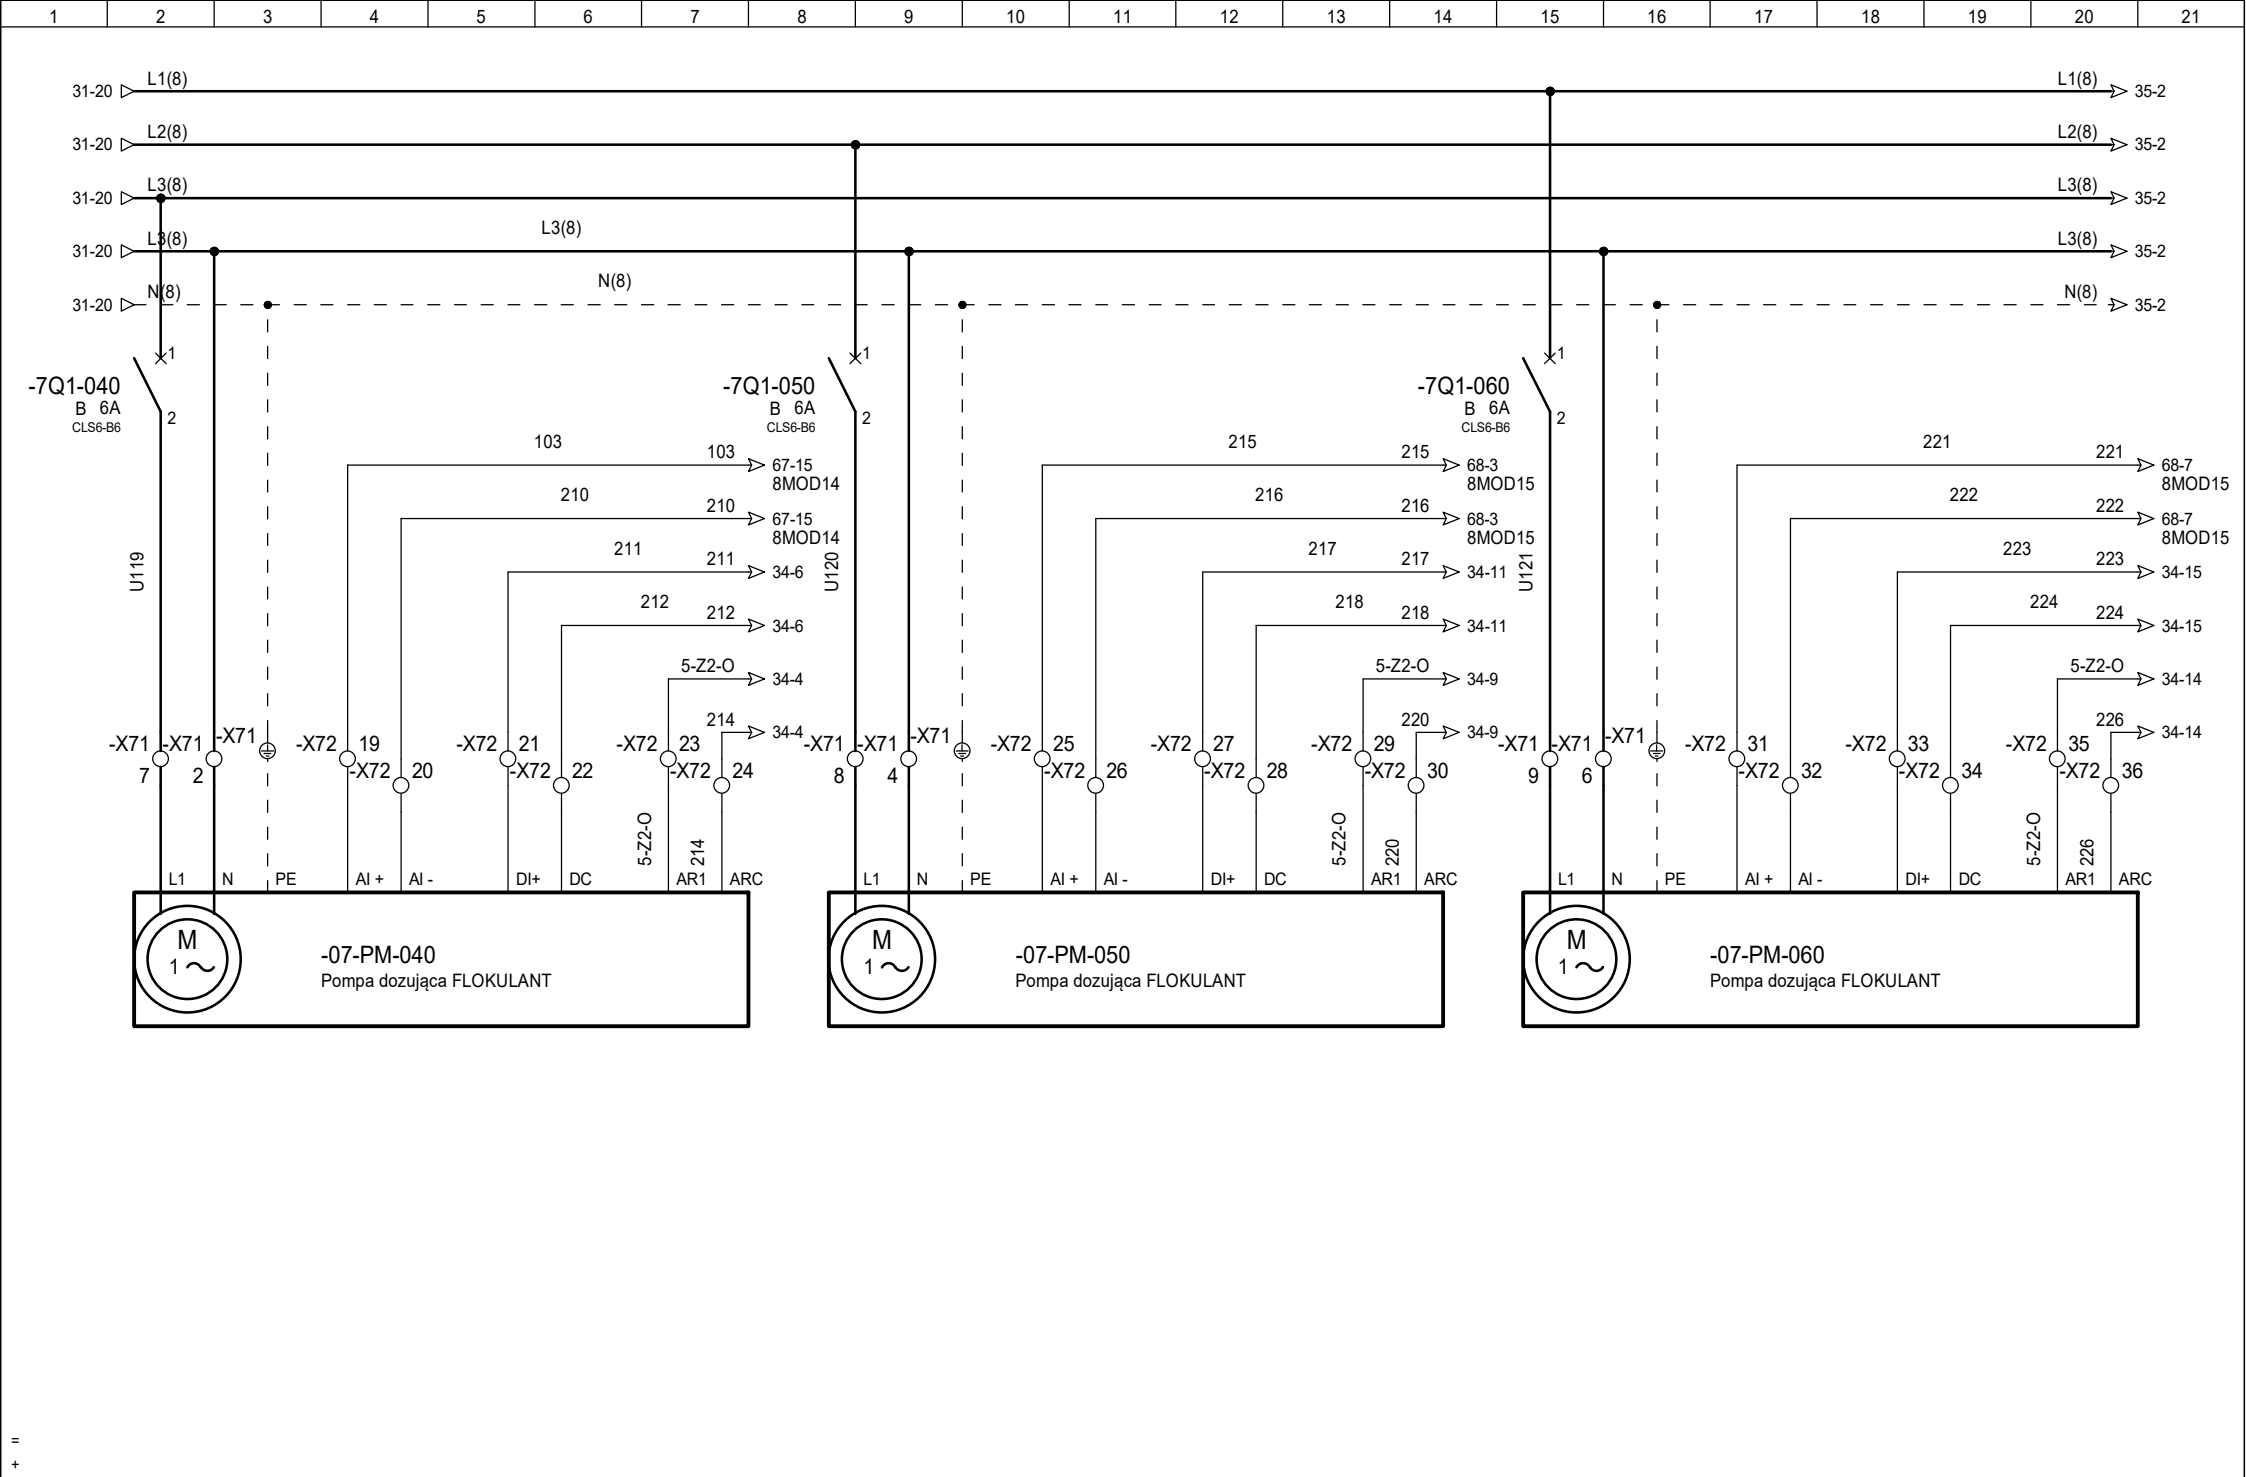 1 2 3 4 5 6 7 8 9 10 11 12 13 14 15 16 17 18 19 20 21
L1(8) L1(8)
31-20 35-2
L2(8) L2(8)
31-20 35-2
L3(8) L3(8)
31-20 35-2
L3(8) L3(8) L3(8)
31-20 35-2
N(8) N(8) N(8)
31-20 35-2
1 1 1
-7Q1-040 -7Q1-050 -7Q1-060
B 6A B 6A B 6A
2 2 2
CLS6-B6 CLS6-B6 CLS6-B6
103 215 221
103 67-15 215 68-3 221 68-7
8MOD14 8MOD15 8MOD15
210 216 222
210 67-15 216 68-3 222 68-7
8MOD14 8MOD15 8MOD15
U119 U120 U121
211 217 223
211 34-6 217 34-11 223 34-15
212 218 224
212 34-6 218 34-11 224 34-15
5-Z2-O 34-4 5-Z2-O 34-9 5-Z2-O 34-14
214 34-4 220 34-9 226 34-14
-X71 -X71 -X71 -X72 19 -X72 21 -X72 23 -X71 -X71 -X71 -X72 25 -X72 27 -X72 29 -X71 -X71 -X71 -X72 31 -X72 33 -X72 35
7 2 -X72 20 -X72 22 -X72 24 8 4 -X72 26 -X72 28 -X72 30 9 6 -X72 32 -X72 34 -X72 36
5-Z2-O 214 5-Z2-O 220 5-Z2-O 226
L1 N PE AI + AI - DI+ DC AR1 ARC L1 N PE AI + AI - DI+ DC AR1 ARC L1 N PE AI + AI - DI+ DC AR1 ARC
M M M
-07-PM-040 -07-PM-050 -07-PM-060
1 1 1
Pompa dozująca FLOKULANT Pompa dozująca FLOKULANT Pompa dozująca FLOKULANT
=
+